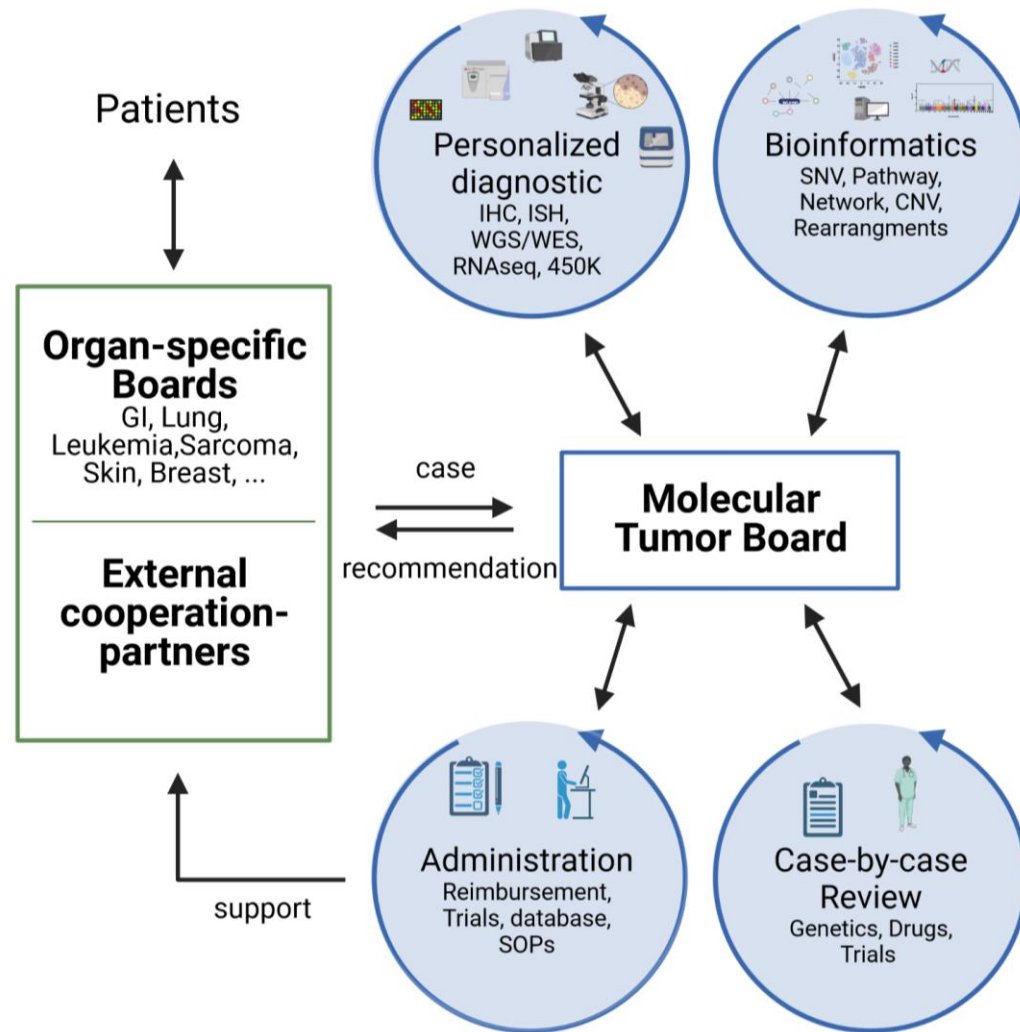 Patients
Organ-specific
Boards
GI, Lung,
Leukemia,Sarcoma,
Skin, Breast, ...
External
cooperation-
partners
case
recommendation
support
Personalized
diagnostic
IHC, ISH,
WGS/WES,
RNAseq, 450K
Bioinformatics
SNV, Pathway,
Network, CNV,
Rearrangments
Molecular
Tumor Board
Administration
Reimbursement,
Trials, database,
SOPs
Case-by-case
Review
Genetics, Drugs,
Trials